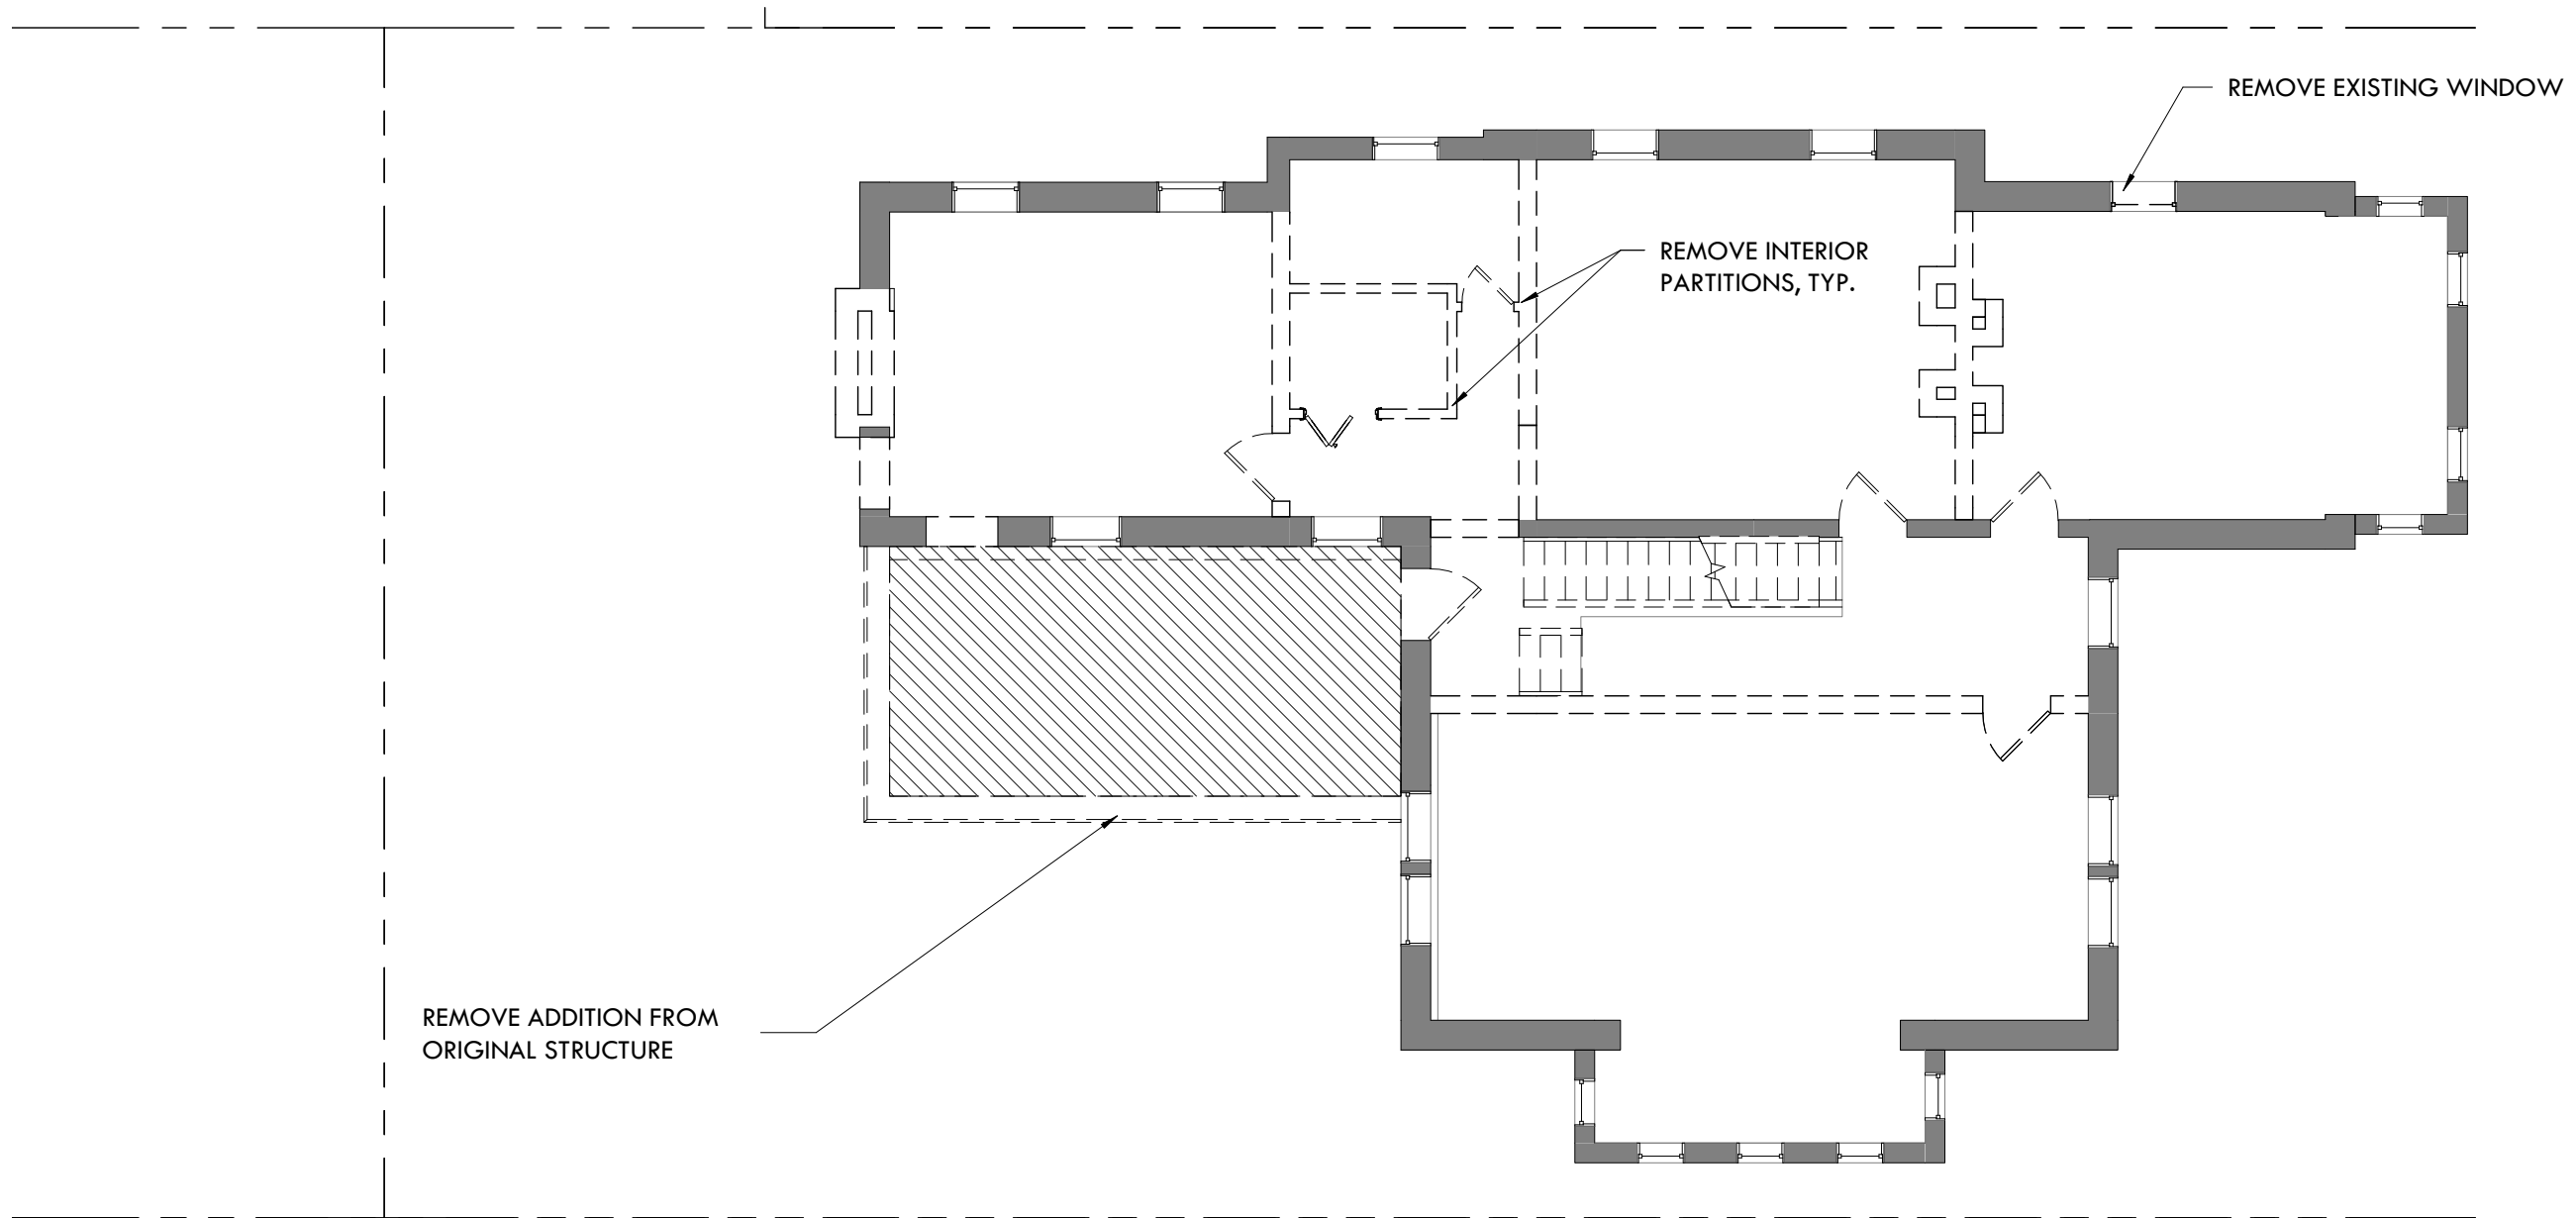 REMOVE EXISTING WINDOW
REMOVE INTERIOR
PARTITIONS, TYP.
REMOVE ADDITION FROM
ORIGINAL STRUCTURE